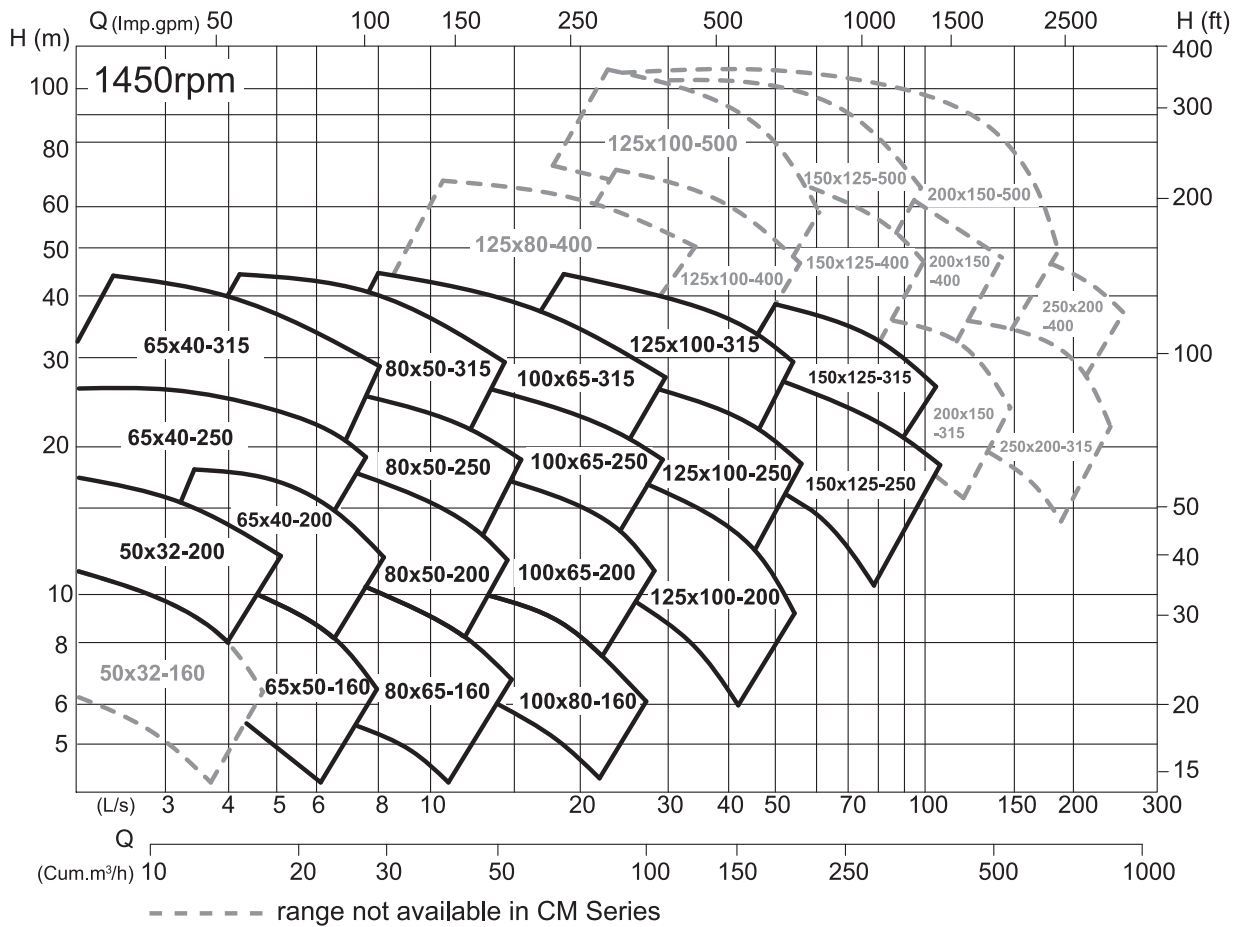 Q (Imp.gpm) 50 100 150 250 500 1000 1500 2500 H (ft)
H (m)
1450rpm
400
100
300
125x100-500
80
150x125-500
200x150-500
60
200
125x80-400
50
125x100-400
150x125-400
200x150
-400
40
250x200
-400
65x40-315
125x100-315
30
100
80x50-315
100x65-315
150x125-315
200x150
-315
65x40-250
250x200-315
20
80x50-250
100x65-250
125x100-250
150x125-250
65x40-200
50
50x32-200
40
80x50-200
100x65-200
125x100-200
10
30
8
50x32-160
65x50-160
80x65-160
100x80-160
6
20
5
15
(L/s) 3 4 5 6 8 10 20 30 40 50 70 100 150 200 300
Q
(Cum.m³/h) 10 20 30 50 100 150 250 500 1000
range not available in CM Series